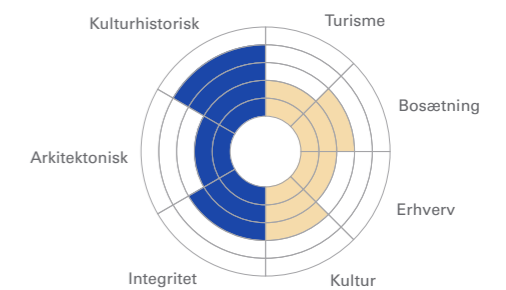 Kulturhistorisk
Turisme
Bosætning
Arkitektonisk
Erhverv
Integritet
Kultur